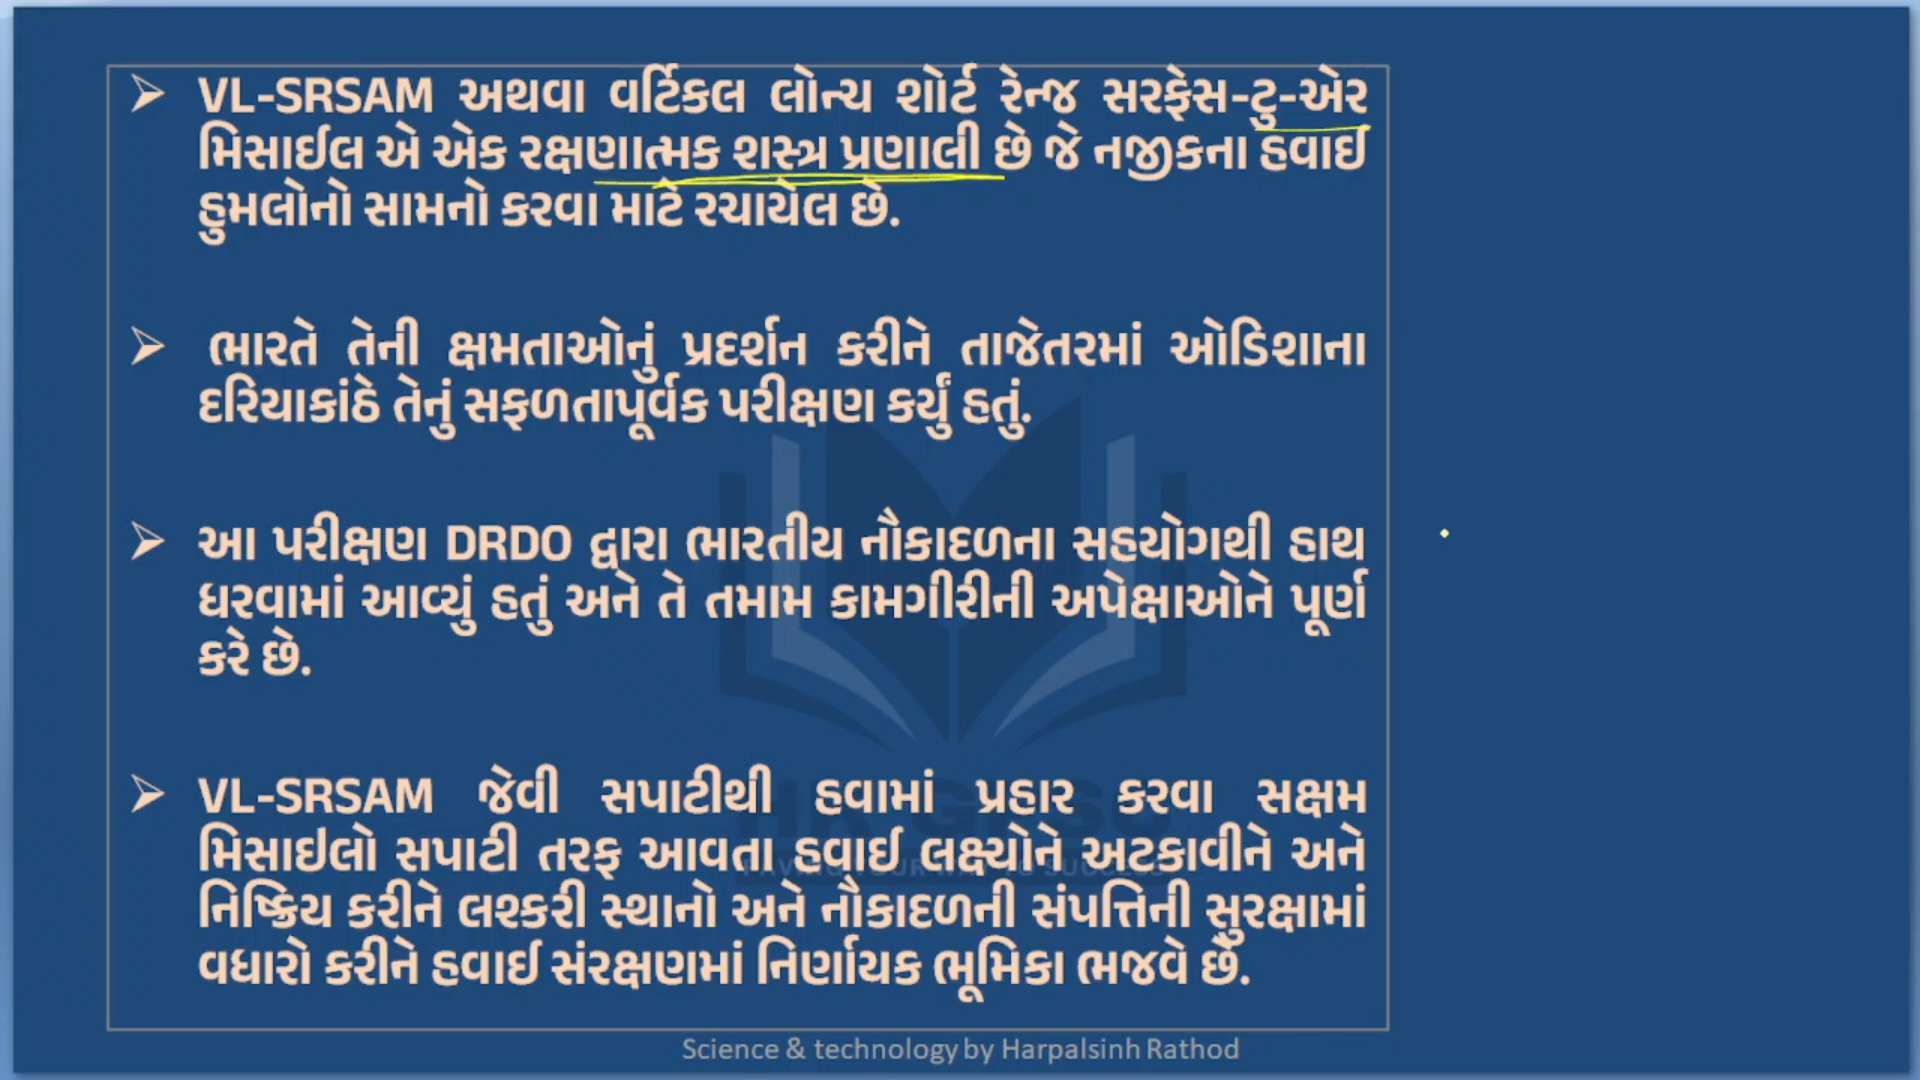 ➢ VL-SRSAM અથવા વર્ટિકલ લોન્ચ શોર્ટ રેન્જ સરફેસ-ટુ-એર
મિસાઈલ એ એક રક્ષણાત્મક શસ્ત્ર પ્રણાલી છે જે નજીકના હવાઈ
હુમલોનો સામનો કરવા માટે રચાયેલ છે.
➢ ભારતે તેની ક્ષમતાઓનું પ્રદર્શન કરીને તાજેતરમાં ઓડિશાના
દરિયાકાંઠે તેનું સફળતાપૂર્વક પરીક્ષણ કર્યું હતું.
➢ આ પરીક્ષણ DRDO દ્વારા ભારતીય નૌકાદળના સહયોગથી હાથ
ધરવામાં આવ્યું હતું અને તે તમામ કામગીરીની અપેક્ષાઓને પૂર્ણ
કરે છે.
➢ VL-SRSAM જેવી સપાટીથી હવામાં પ્રહાર કરવા સક્ષમ
મિસાઈલો સપાટી તરફ આવતા હવાઈ લક્ષ્યોને અટકાવીને અને
નિષ્ક્રિય કરીને લશ્કરી સ્થાનો અને નૌકાદળની સંપત્તિની સુરક્ષામાં
વધારો કરીને હવાઈ સંરક્ષણમાં નિર્ણાયક ભૂમિકા ભજવે છે.
Science & technology by Harpalsinh Rathod